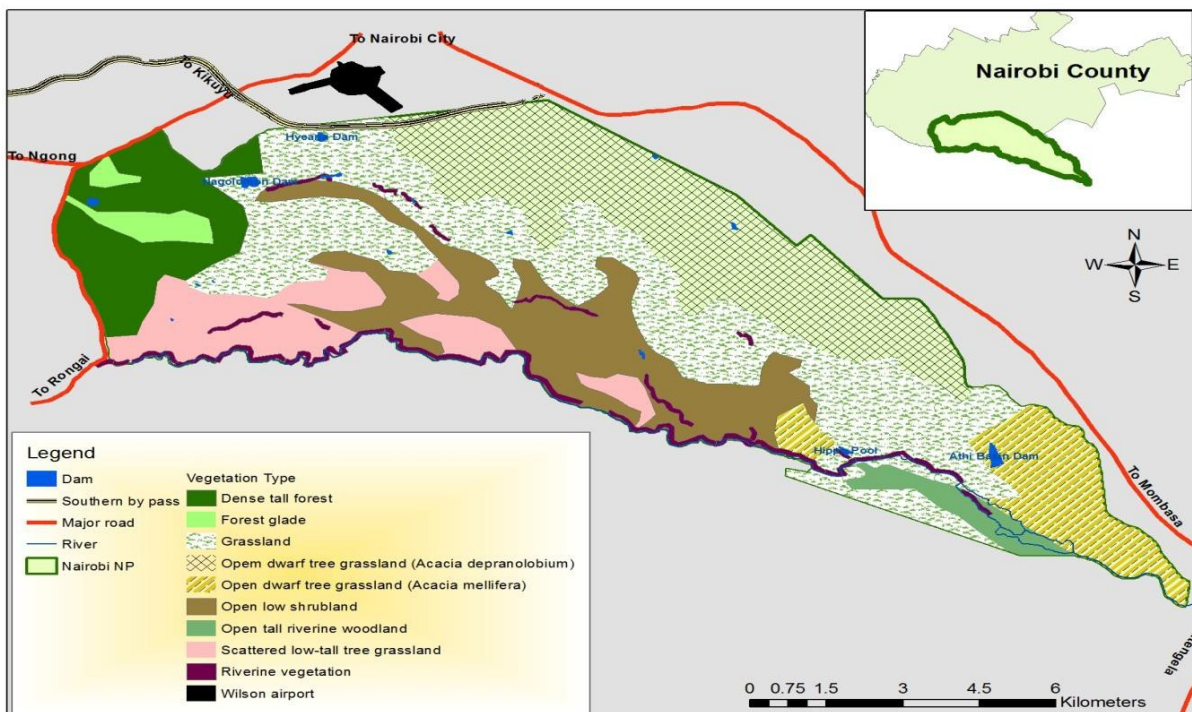 To Nairobi City
To Kikuyu
To Ngong
Hyeana Dam
Nagolomon Dam
To Rongai
Hippo Pool
Athi Basin Dam
To Mombasa
Nairobi County
N
W E
S
Legend
Dam
Southern by pass
Major road
River
Nairobi NP
Vegetation Type
Dense tall forest
Forest glade
Grassland
Opem dwarf tree grassland (Acacia depranolobium)
Open dwarf tree grassland (Acacia mellifera)
Open low shrubland
Open tall riverine woodland
Scattered low-tall tree grassland
Riverine vegetation
Wilson airport
0 0.75 1.5 3 4.5 6
Kilometers